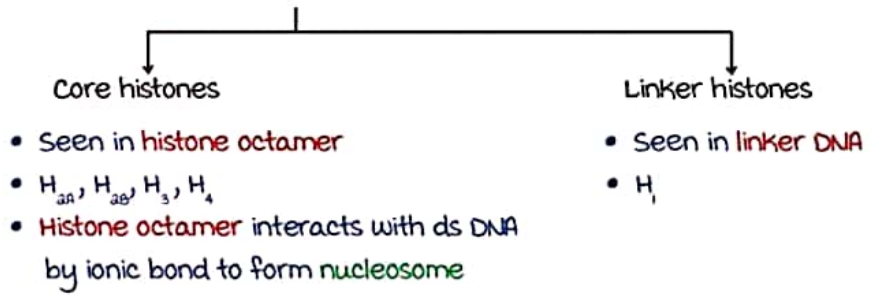 Core histones
• Seen in histone octamer
• H₂A, H₂B, H₃, H₄
• Histone octamer interacts with ds DNA
by ionic bond to form nucleosome
Linker histones
• Seen in linker DNA
• H₁